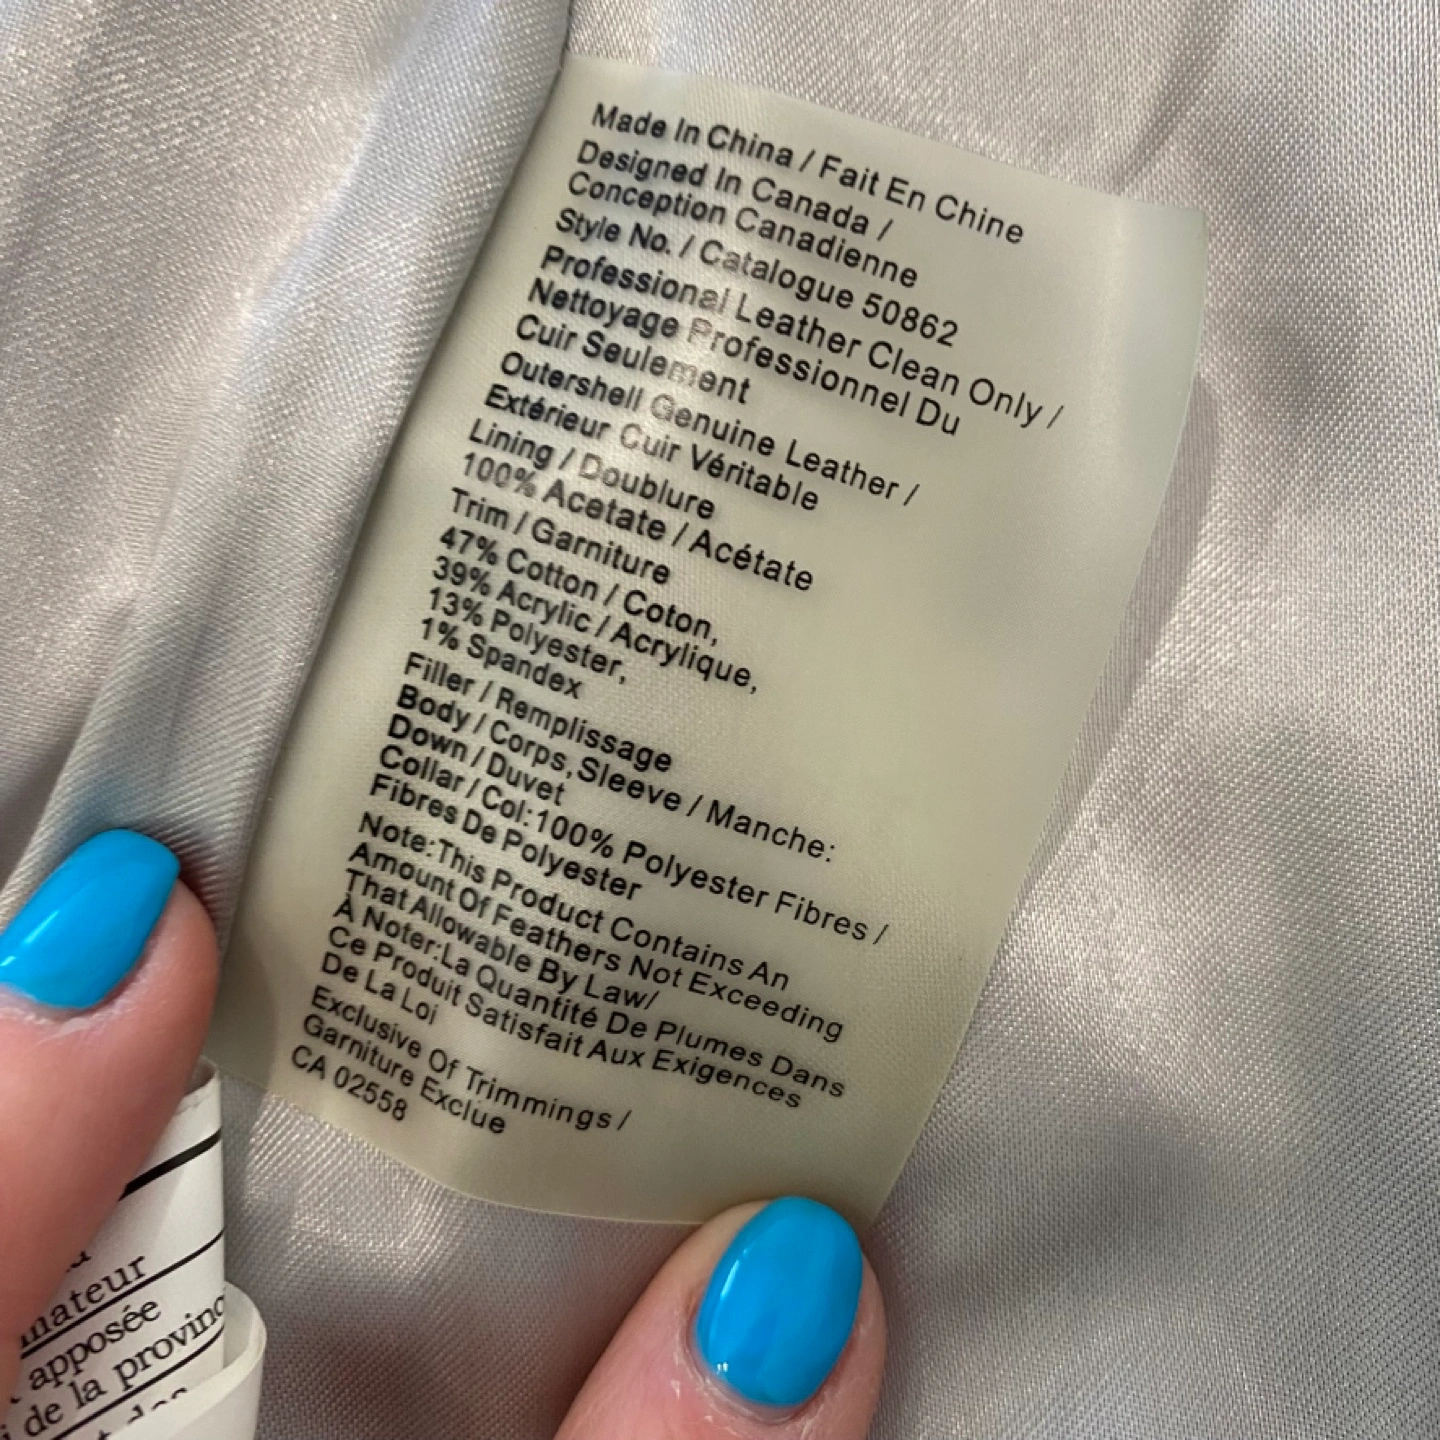 Made In China / Fait En Chine
Designed In Canada /
Conception Canadienne
Style No. / Catalogue 50862
Professional Leather Clean Only /
Nettoyage Professionnel Du
Cuir Seulement
Outershell Genuine Leather /
Extérieur Cuir Véritable
Lining / Doublure
100% Acetate / Acétate
Trim / Garniture
47% Cotton / Coton,
39% Acrylic / Acrylique,
13% Polyester,
1% Spandex
Filler / Remplissage
Body / Corps, Sleeve / Manche:
Down / Duvet
Collar / Col:100% Polyester Fibres /
Fibres De Polyester
Note:This Product Contains An
Amount Of Feathers Not Exceeding
That Allowable By Law/
À Noter:La Quantité De Plumes Dans
Ce Produit Satisfait Aux Exigences
De La Loi
Exclusive Of Trimmings /
Garniture Exclue
CA 02558
apposée
de la